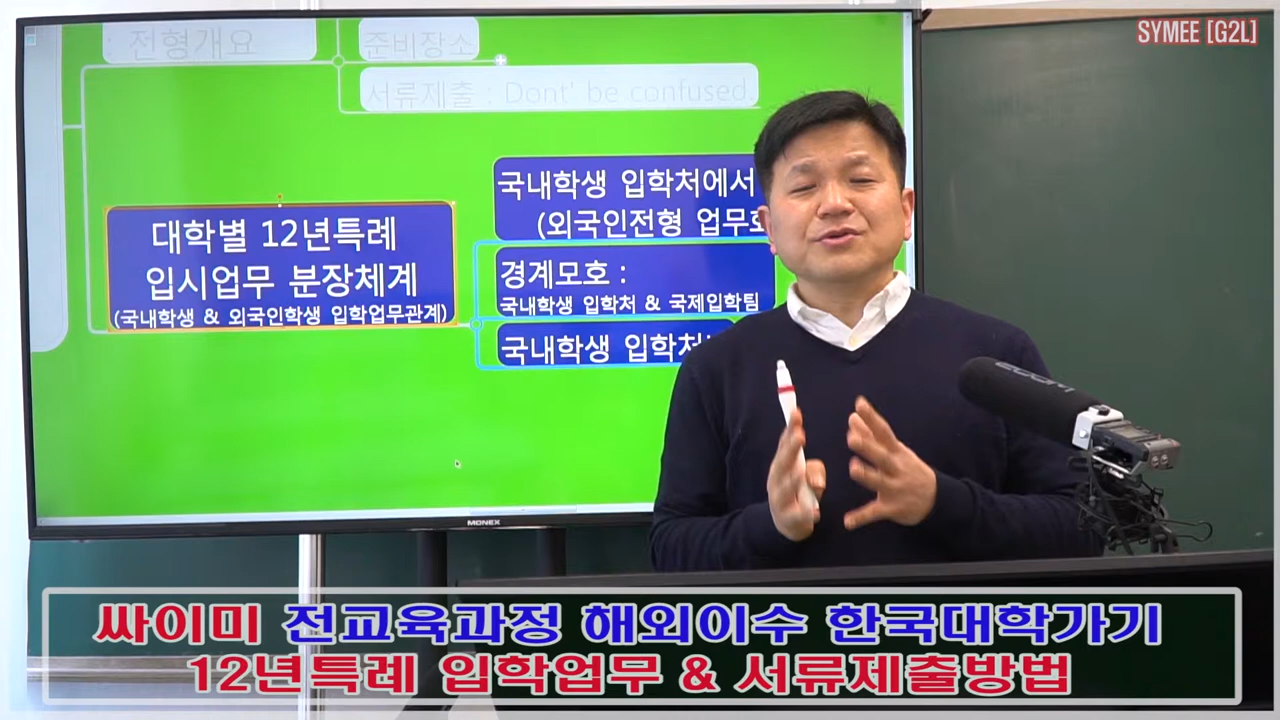 SYMEE [G2L]
: 전형개요
준비장소
서류제출 : Dont' be confused
국내학생 입학처에서
(외국인전형 업무
대학별 12년특례
입시업무 분장체계
(국내학생 & 외국인학생 입학업무관계)
경계모호 :
국내학생 입학처 & 국제입학팀
국내학생 입학처
MONEX
싸이미 전교육과정 해외이수 한국대학가기
12년특례 입학업무 & 서류제출방법